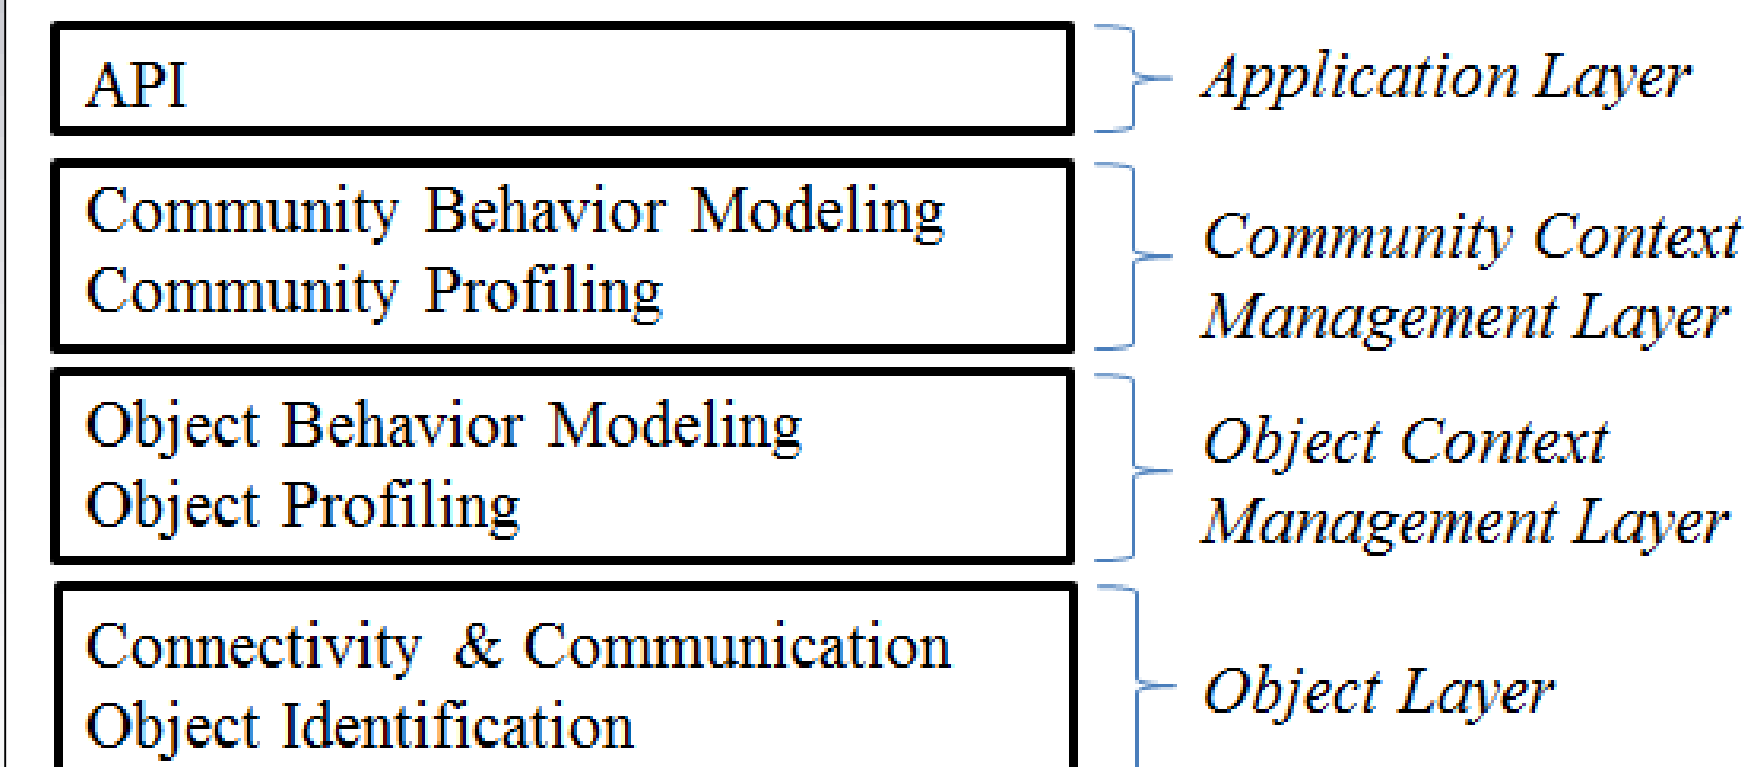 API
Application Layer
Community Behavior Modeling
Community Profiling
Community Context
Management Layer
Object Behavior Modeling
Object Profiling
Object Context
Management Layer
Connectivity & Communication
Object Identification
Object Layer